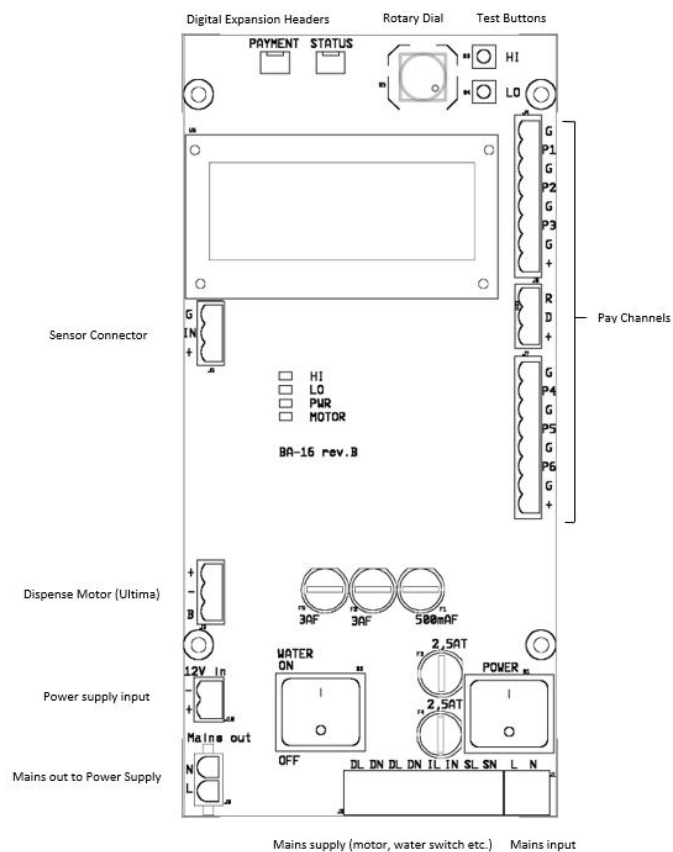 Digital Expansion Headers
Rotary Dial
Test Buttons
PAYMENT STATUS
HI
LO
G
P1
G
P2
G
P3
G
+
R
D
+
G
P4
G
P5
G
P6
G
+
Pay Channels
Sensor Connector
G
IN
+
HI
LO
PWR
MOTOR
BA-16 rev.B
Dispense Motor (Ultima)
+
-
B
3AF
3AF
500mAF
F1
2,5AT
F3
2,5AT
F4
WATER
ON
OFF
POWER
Power supply input
12V in
-
+
Mains out
Mains out to Power Supply
N
L
DL DN DL DN IL IN SL SN L N
Mains supply (motor, water switch etc.)
Mains input